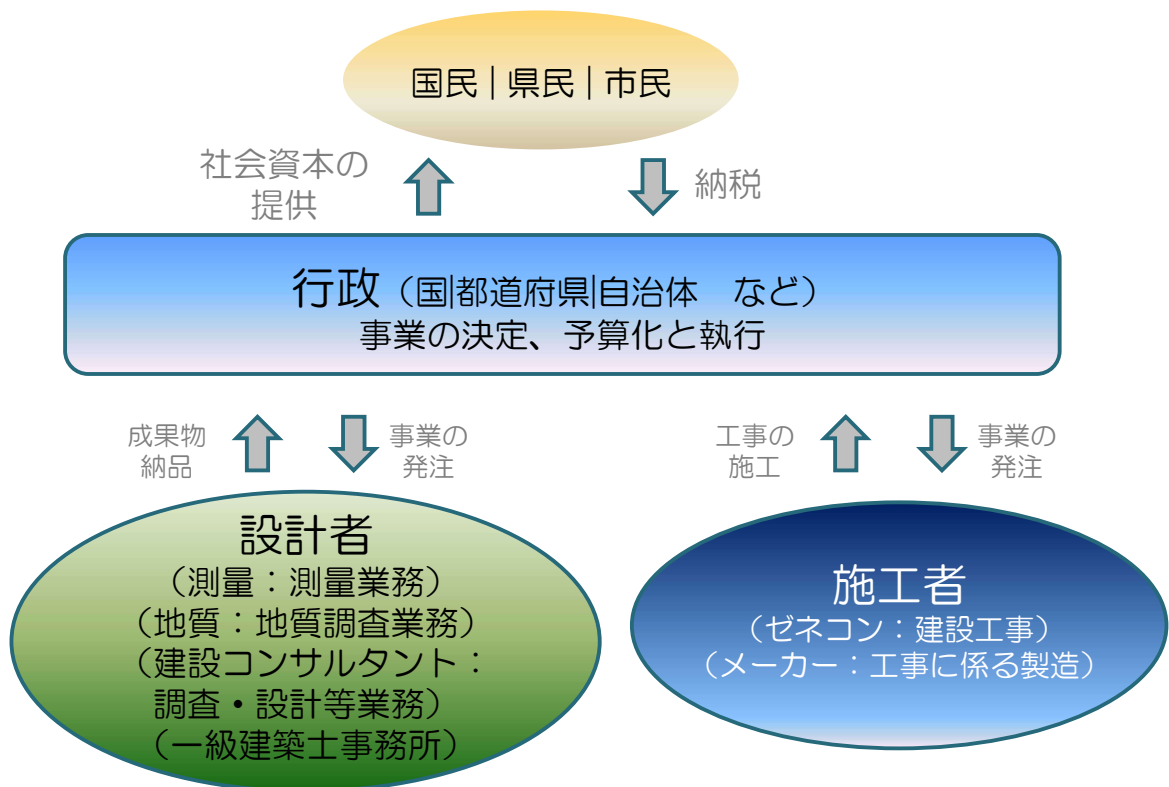 国民|県民|市民
社会資本の
提供
納税
行政（国|都道府県|自治体　など）
事業の決定、予算化と執行
成果物
納品
事業の
発注
工事の
施工
事業の
発注
設計者
（測量：測量業務）
（地質：地質調査業務）
（建設コンサルタント：
調査・設計等業務）
（一級建築士事務所）
施工者
（ゼネコン：建設工事）
（メーカー：工事に係る製造）